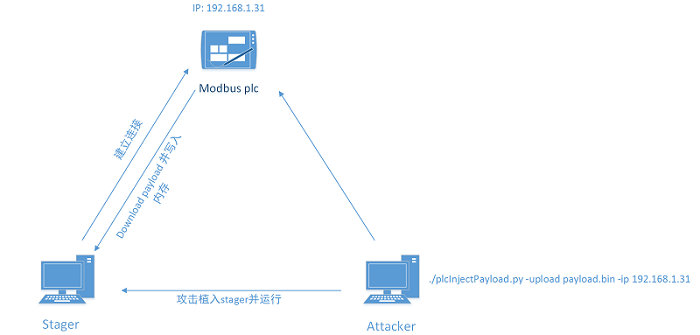 IP: 192.168.1.31
Modbus plc
建立连接
Download payload 并写入
内存
./plcInjectPayload.py -upload payload.bin -ip 192.168.1.31
攻击植入stager并运行
Stager
Attacker